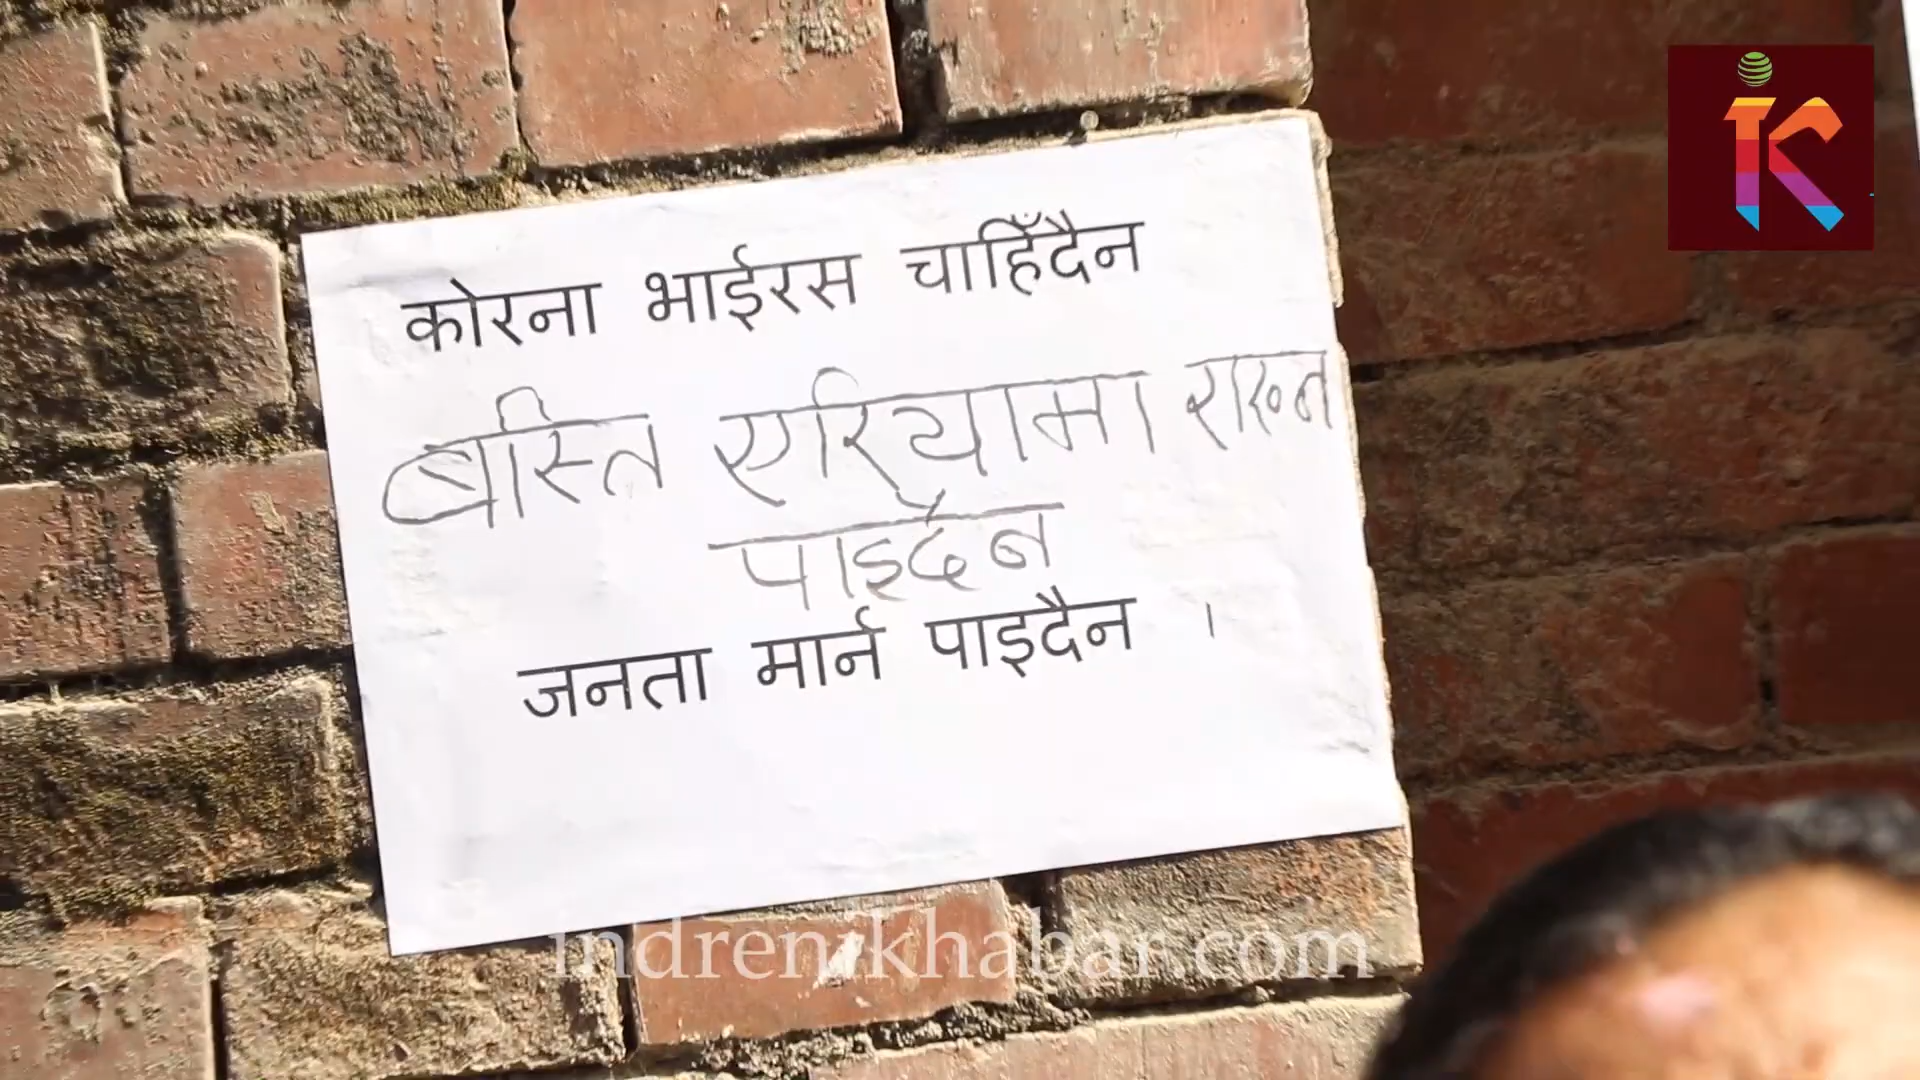 कोरना भाईरस चाहिँदैन
बस्ति एरियामा राख्न
पाइदैन
जनता मार्न पाइदैन ।
indrenikhabar.com